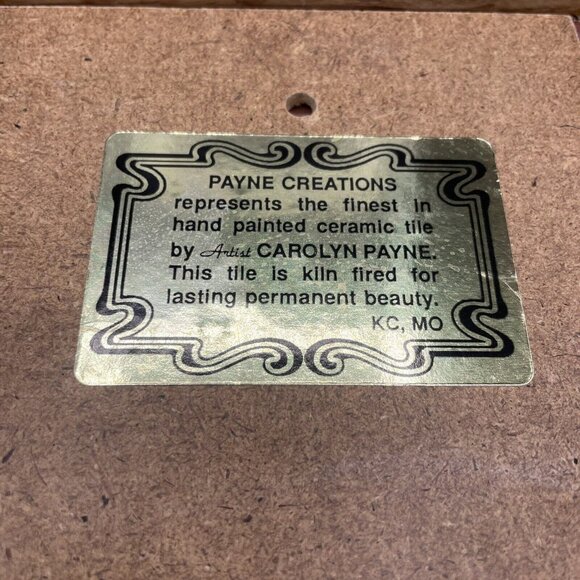 PAYNE CREATIONS
represents the finest in
hand painted ceramic tile
by Artist CAROLYN PAYNE.
This tile is kiln fired for
lasting permanent beauty.
KC, MO